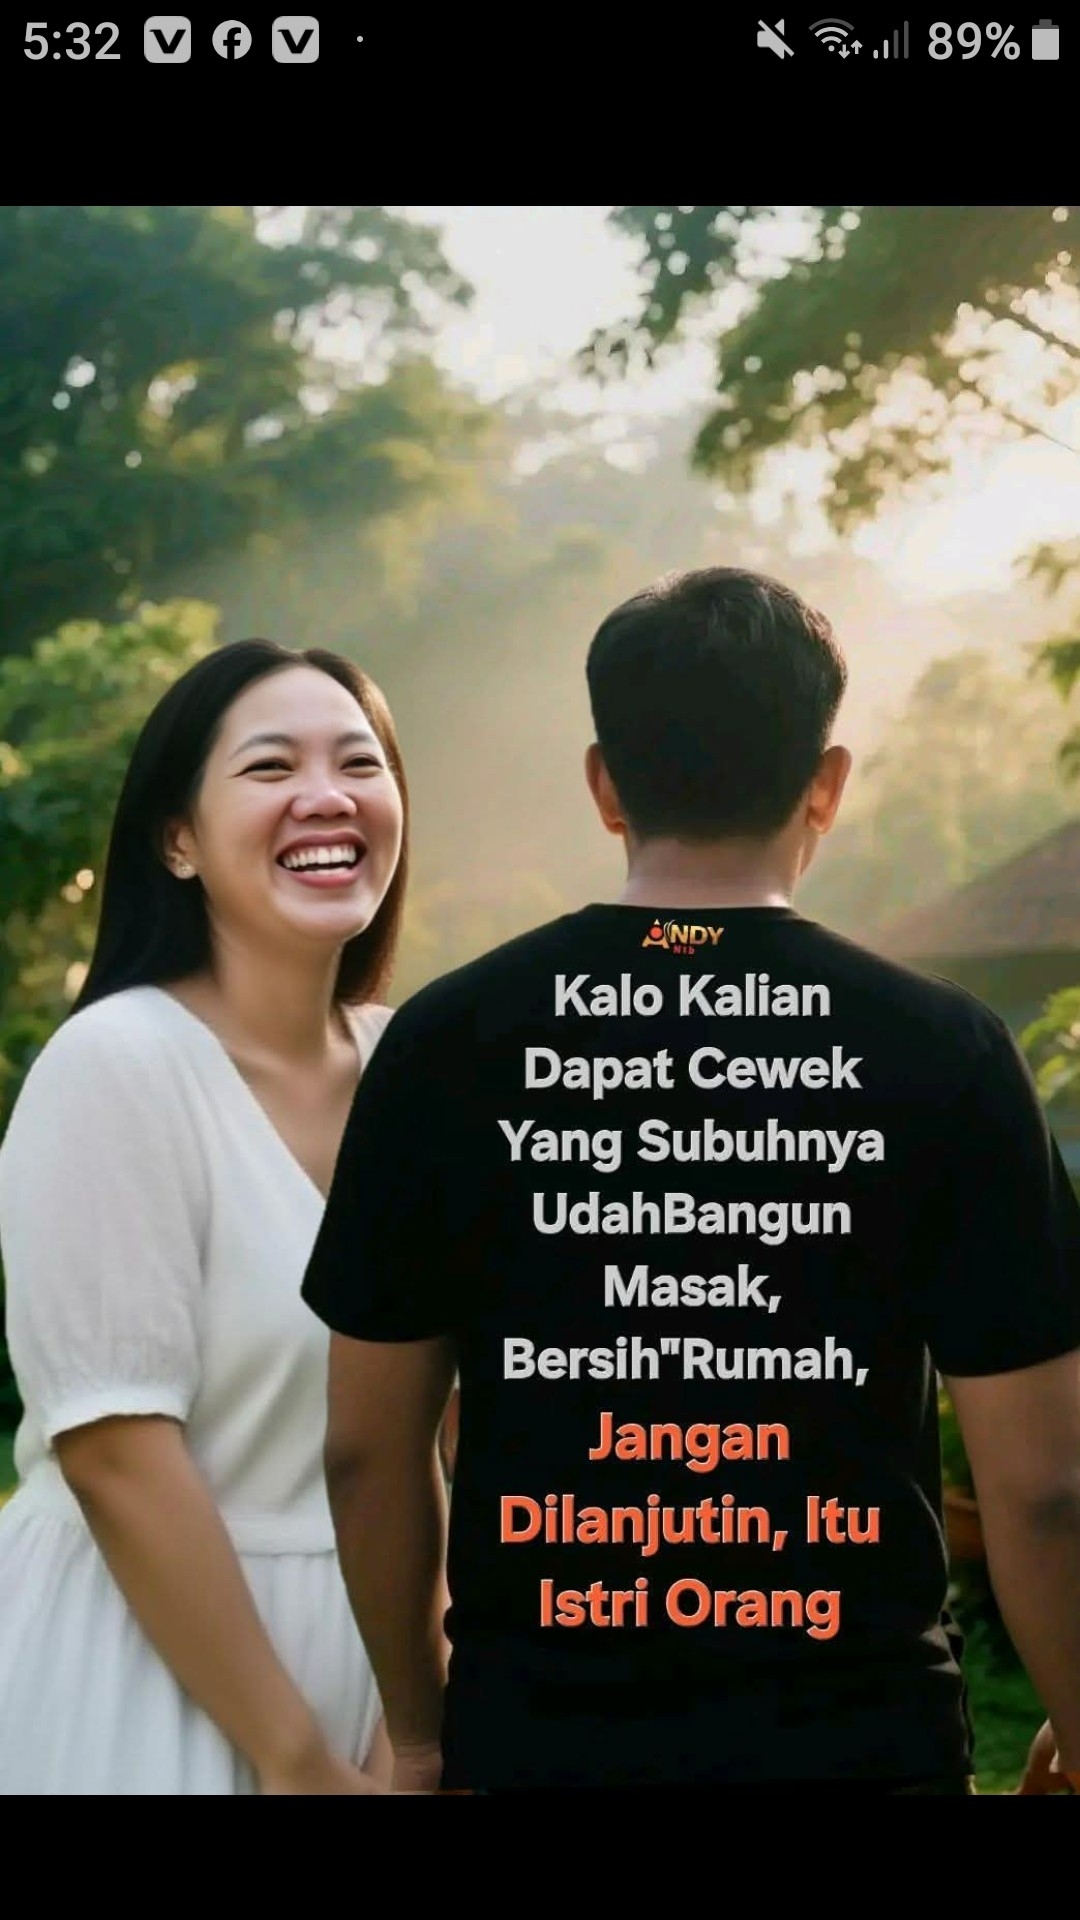 5:32
89%
ANDY
Ntb
Kalo Kalian
Dapat Cewek
Yang Subuhnya
UdahBangun
Masak,
Bersih"Rumah,
Jangan
Dilanjutin, Itu
Istri Orang